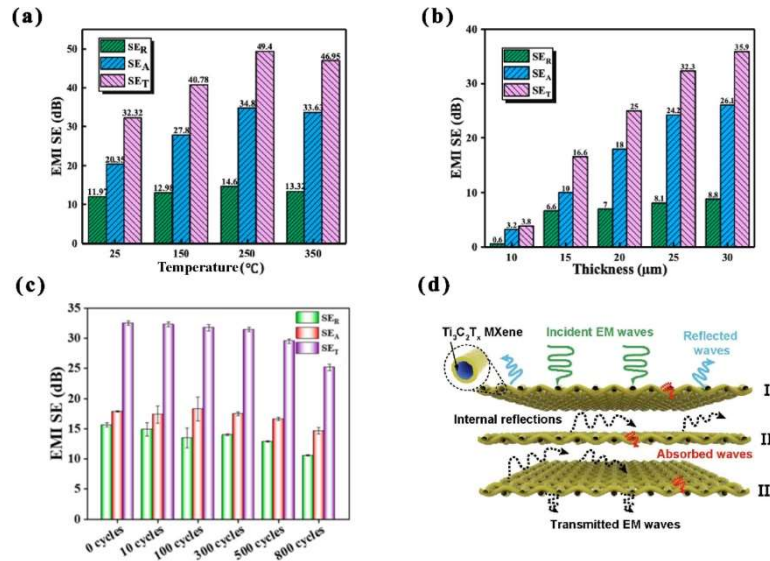 (a)
EMI SE (dB)
50
40
30
20
10
0
SE_R
SE_A
SE_T
11.97
20.35
32.32
12.98
27.8
40.78
14.6
34.8
49.4
13.32
33.63
46.95
25
150
250
350
Temperature(℃)
(b)
EMI SE (dB)
40
30
20
10
0
SE_R
SE_A
SE_T
0.6
3.2
3.8
6.6
10
16.6
7
18
25
8.1
24.2
32.3
8.8
26.1
35.9
10
15
20
25
30
Thickness (μm)
(c)
EMI SE (dB)
35
30
25
20
15
10
5
0
SE_R
SE_A
SE_T
0 cycles
10 cycles
100 cycles
300 cycles
500 cycles
800 cycles
(d)
Ti₃C₂Tₓ MXene
Incident EM waves
Reflected
waves
I
Internal reflections
II
Absorbed waves
II
Transmitted EM waves